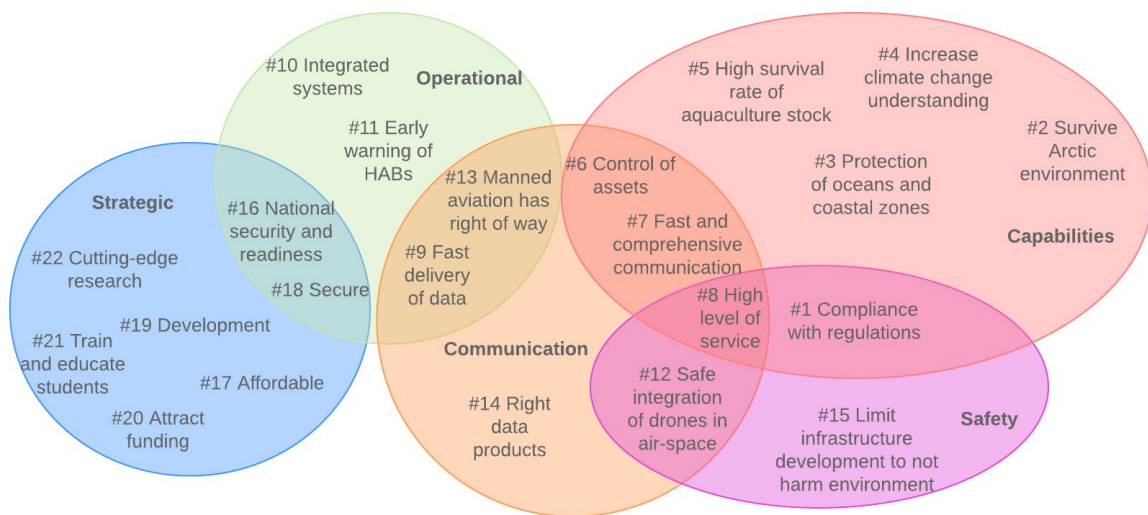 #10 Integrated
systems
Operational
#11 Early
warning of
HABs
#5 High survival
rate of
aquaculture stock
#4 Increase
climate change
understanding
#2 Survive
Arctic
environment
#3 Protection
of oceans and
coastal zones
Capabilities
#6 Control of
assets
#13 Manned
aviation has
right of way
#7 Fast and
comprehensive
communication
#9 Fast
delivery
of data
Strategic
#16 National
security and
readiness
#18 Secure
#22 Cutting-edge
research
#19 Development
#21 Train
and educate
students
#17 Affordable
#20 Attract
funding
Communication
#8 High
level of
service
#1 Compliance
with regulations
#12 Safe
integration
of drones in
air-space
#14 Right
data
products
#15 Limit
infrastructure
development to not
harm environment
Safety